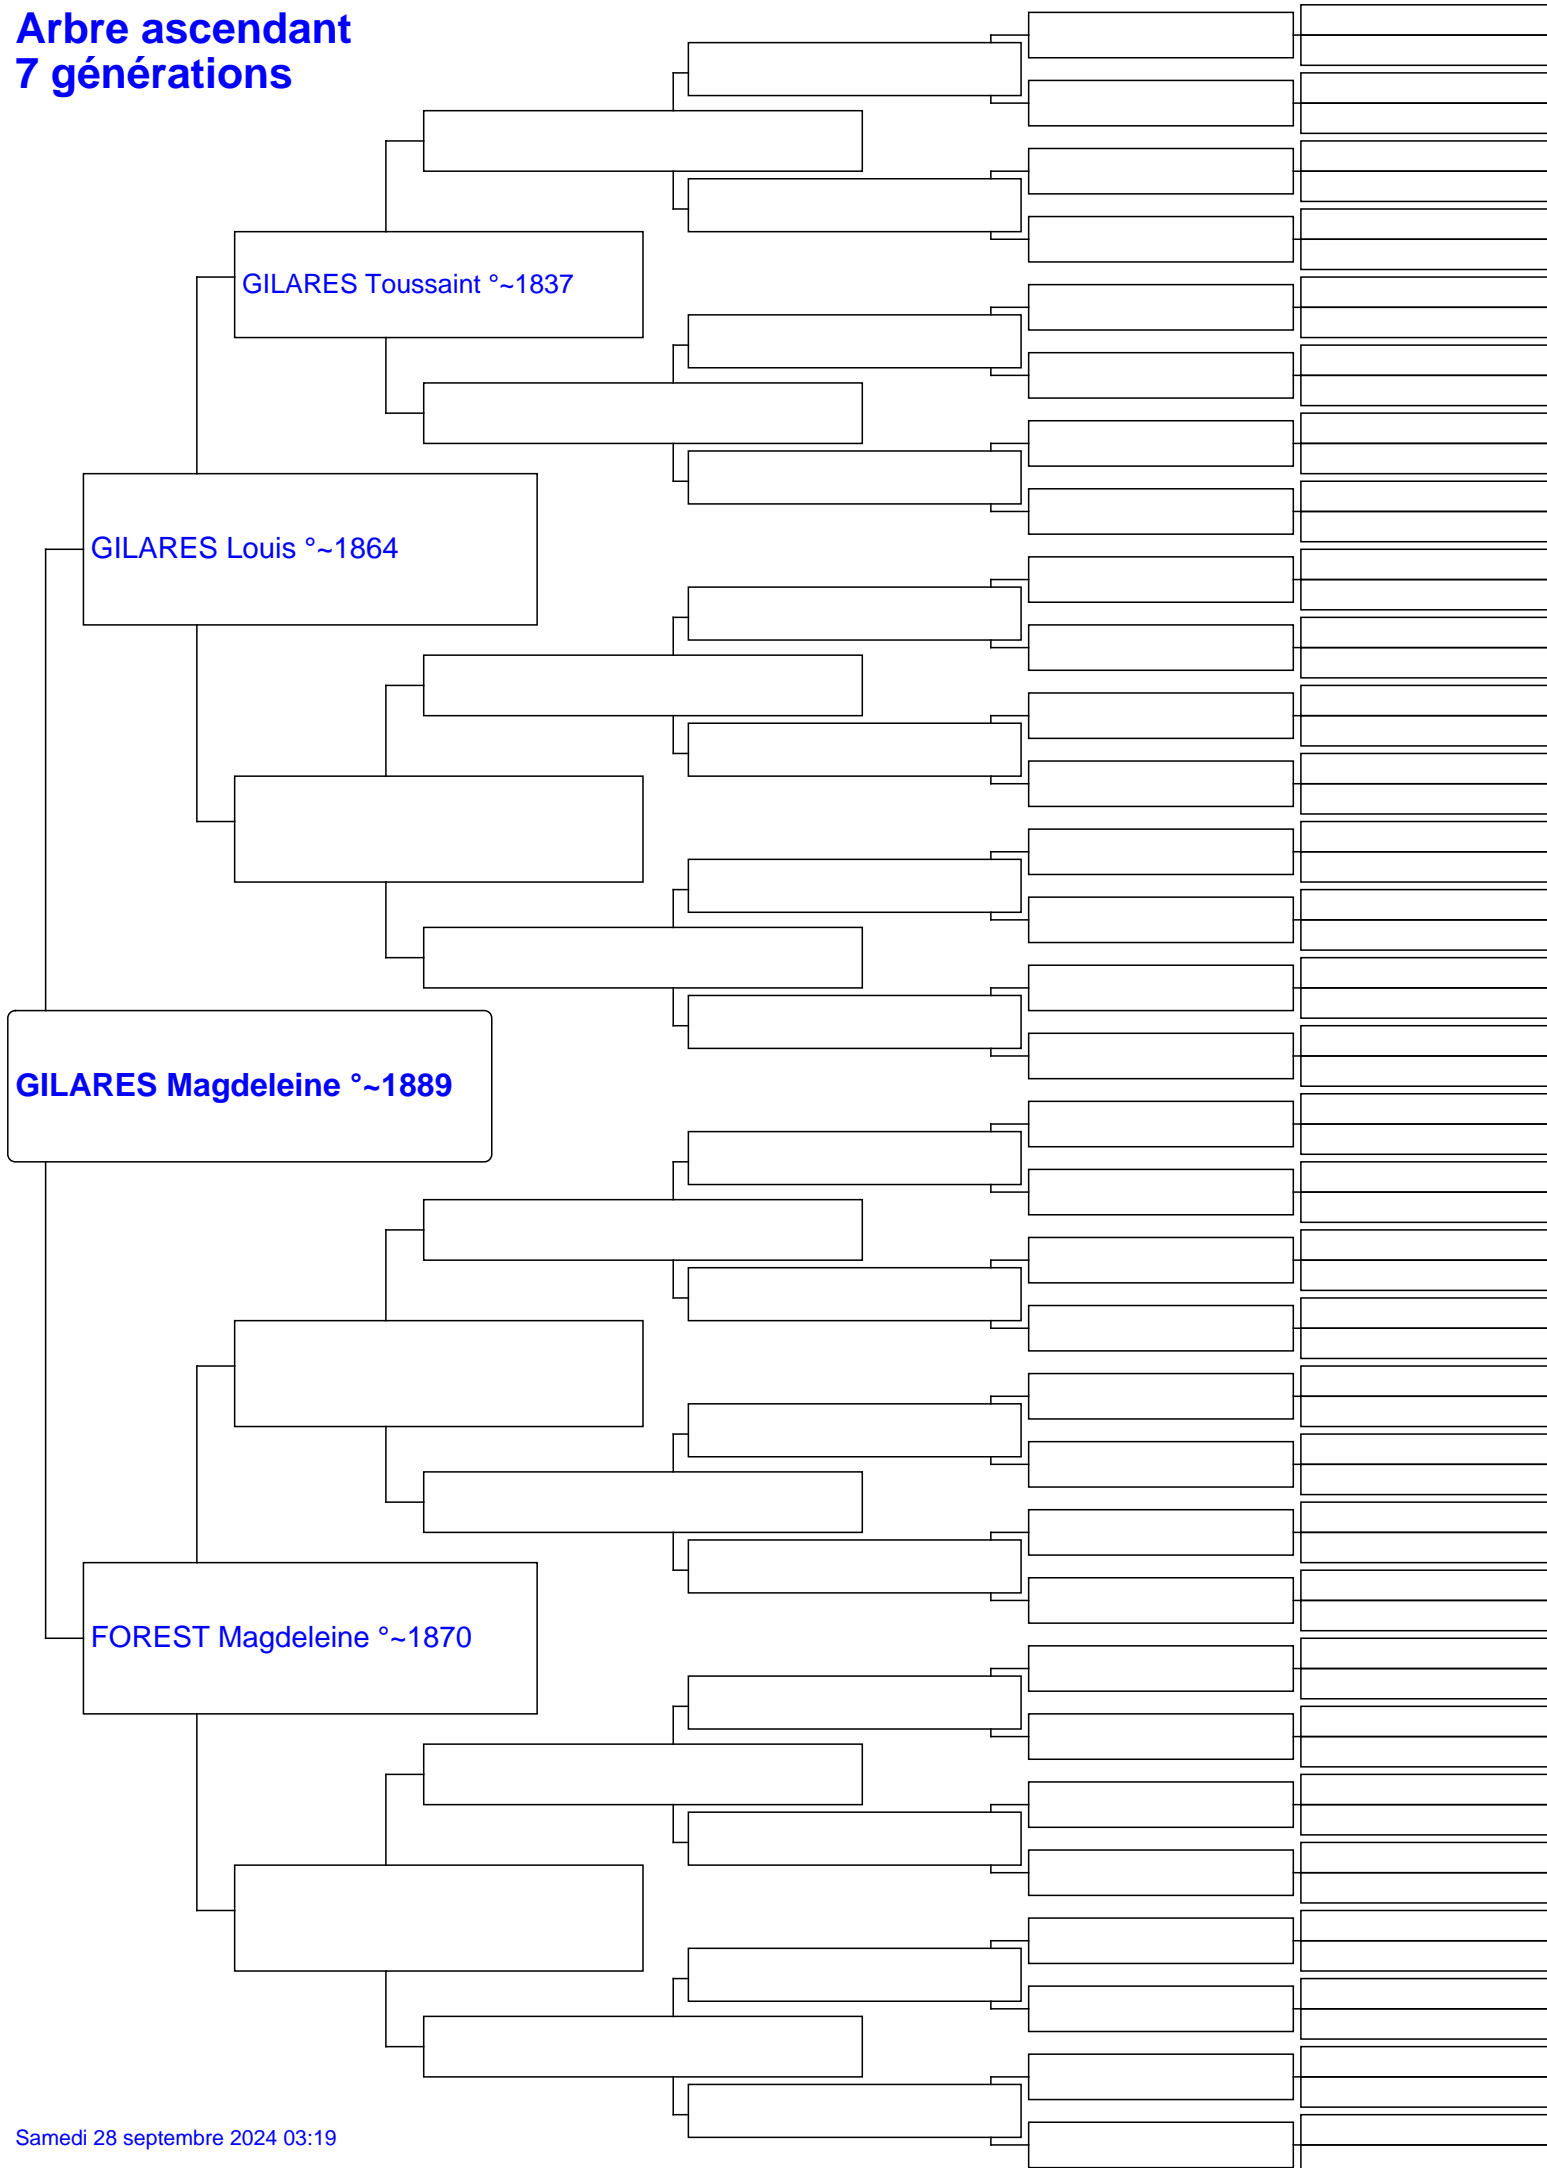 Arbre ascendant
7 générations
GILARES Toussaint °~1837
GILARES Louis °~1864
GILARES Magdeleine °~1889
FOREST Magdeleine °~1870
Samedi 28 septembre 2024 03:19